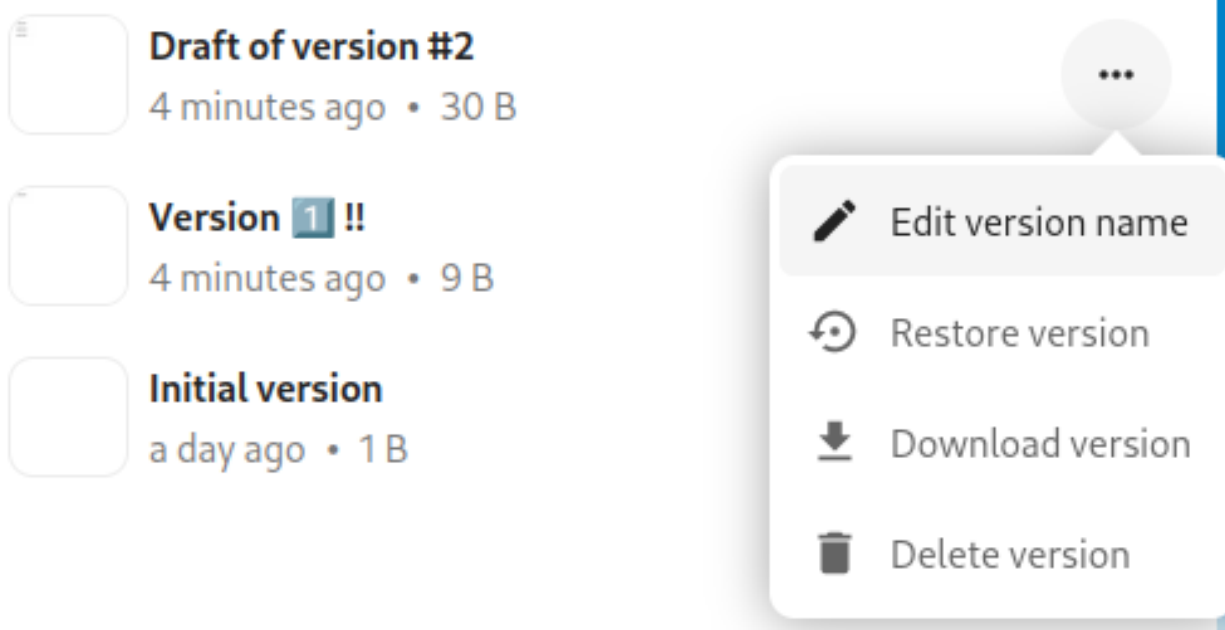 Draft of version #2
4 minutes ago • 30 B
Version 1️⃣ !!
4 minutes ago • 9 B
Initial version
a day ago • 1 B
Edit version name
Restore version
Download version
Delete version